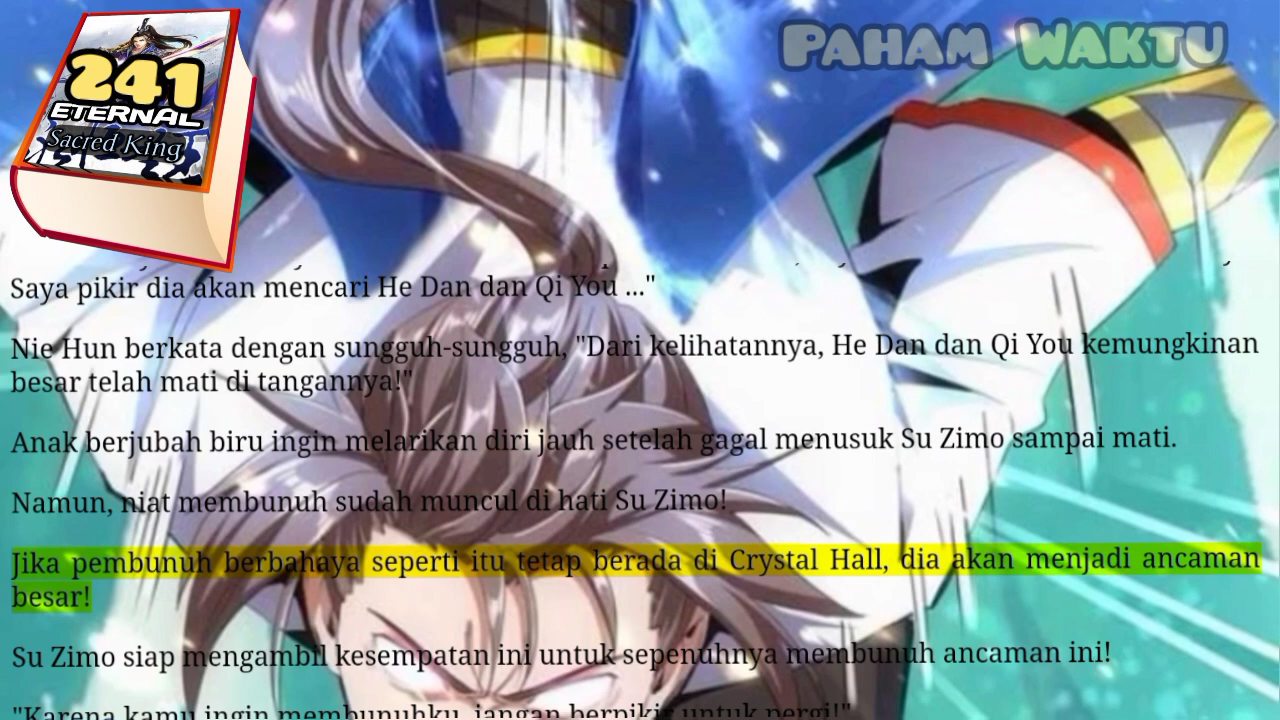 241
ETERNAL
Sacred King
PAHAM WAKTU
Saya pikir dia akan mencari He Dan dan Qi You ..."
Nie Hun berkata dengan sungguh-sungguh, "Dari kelihatannya, He Dan dan Qi You kemungkinan
besar telah mati di tangannya!"
Anak berjubah biru ingin melarikan diri jauh setelah gagal menusuk Su Zimo sampai mati.
Namun, niat membunuh sudah muncul di hati Su Zimo!
Jika pembunuh berbahaya seperti itu tetap berada di Crystal Hall, dia akan menjadi ancaman
besar!
Su Zimo siap mengambil kesempatan ini untuk sepenuhnya membunuh ancaman ini!
"Karena kamu ingin membunuhku, jangan berpikir untuk pergi!"